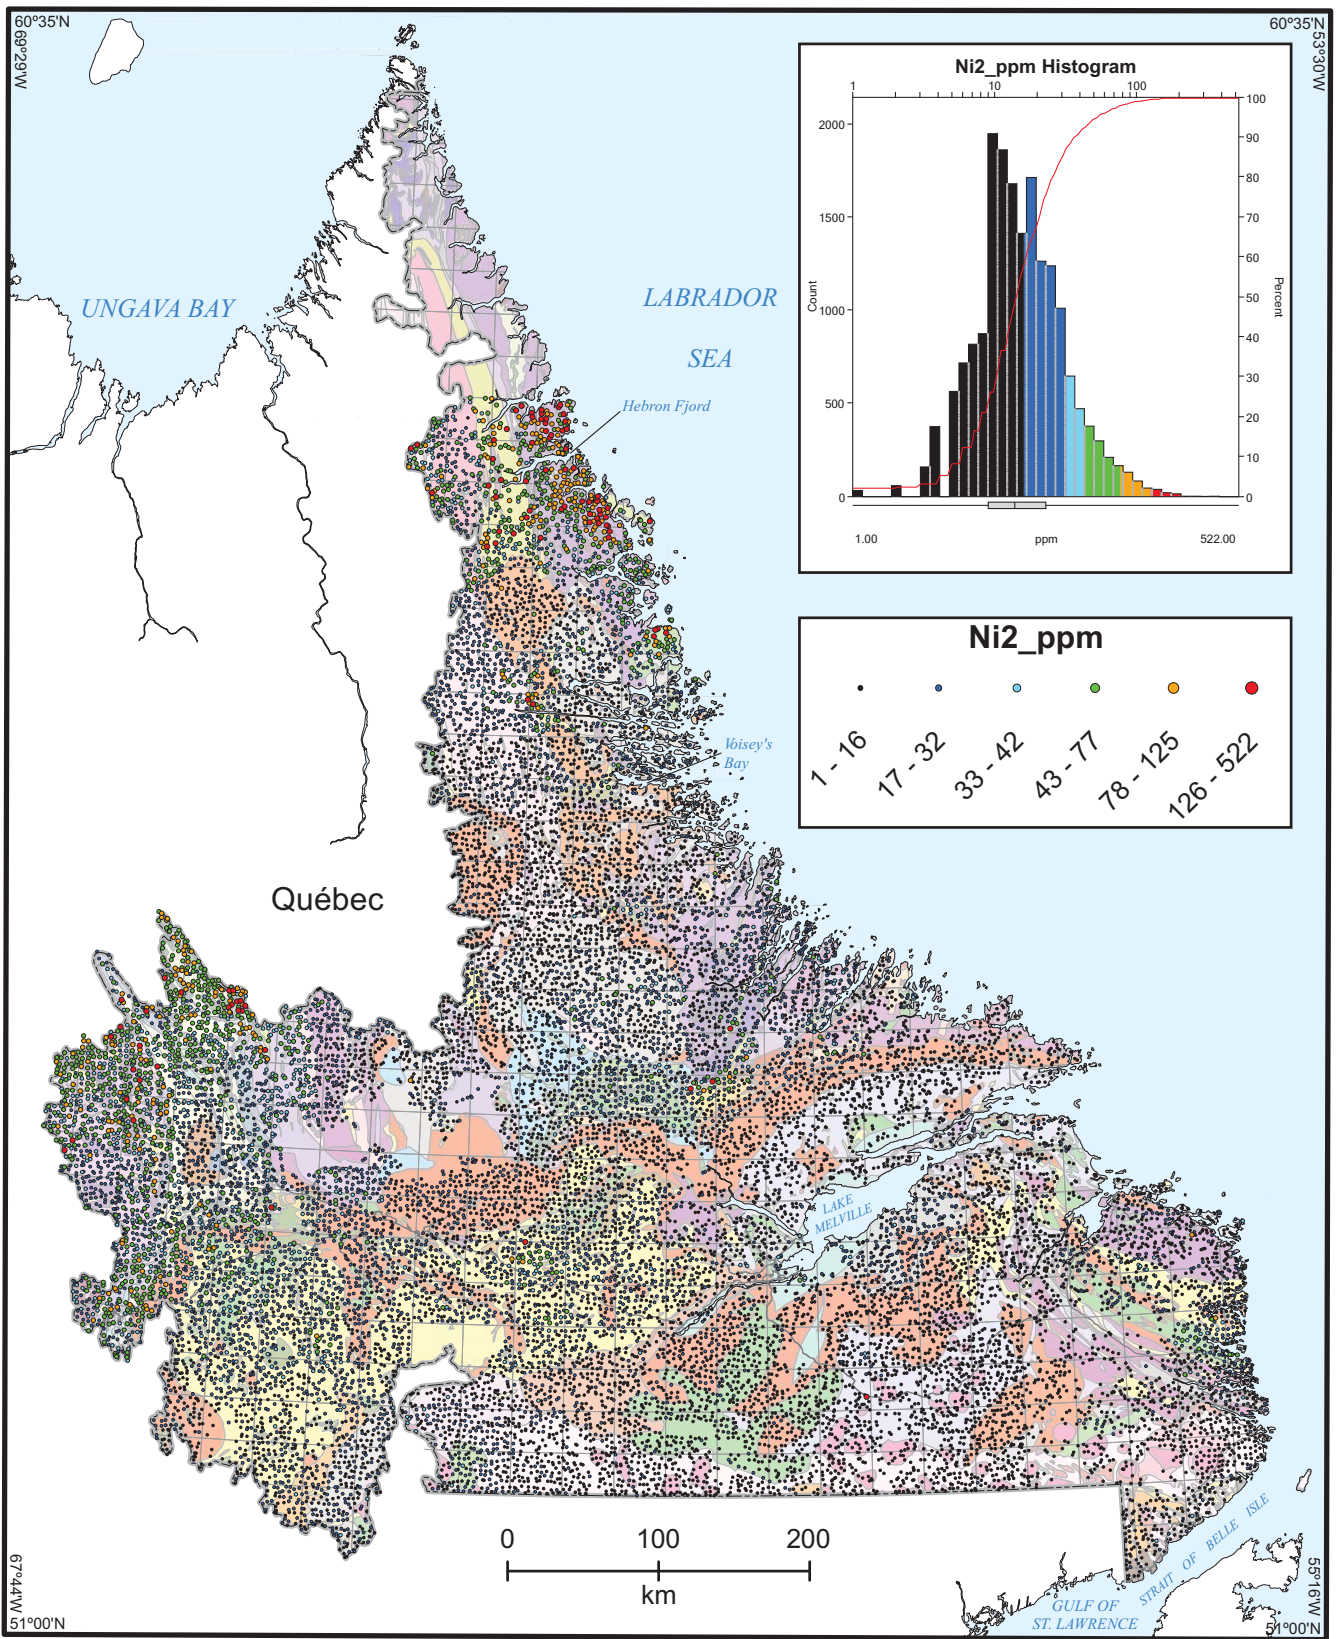 60°35'N
69°29'W
60°35'N
53°30'W
Ni2_ppm Histogram
1
10
100
Count
2000
1500
1000
500
0
100
90
80
70
60
50
40
30
20
10
0
Percent
1.00
ppm
522.00
UNGAVA BAY
LABRADOR
SEA
Hebron Fjord
Ni2_ppm
1 - 16
17 - 32
33 - 42
43 - 77
78 - 125
126 - 522
Voisey's
Bay
Québec
LAKE
MELVILLE
0
100
200
km
STRAIT OF BELLE ISLE
GULF OF
ST. LAWRENCE
67°44'W
51°00'N
55°16'W
51°00'N